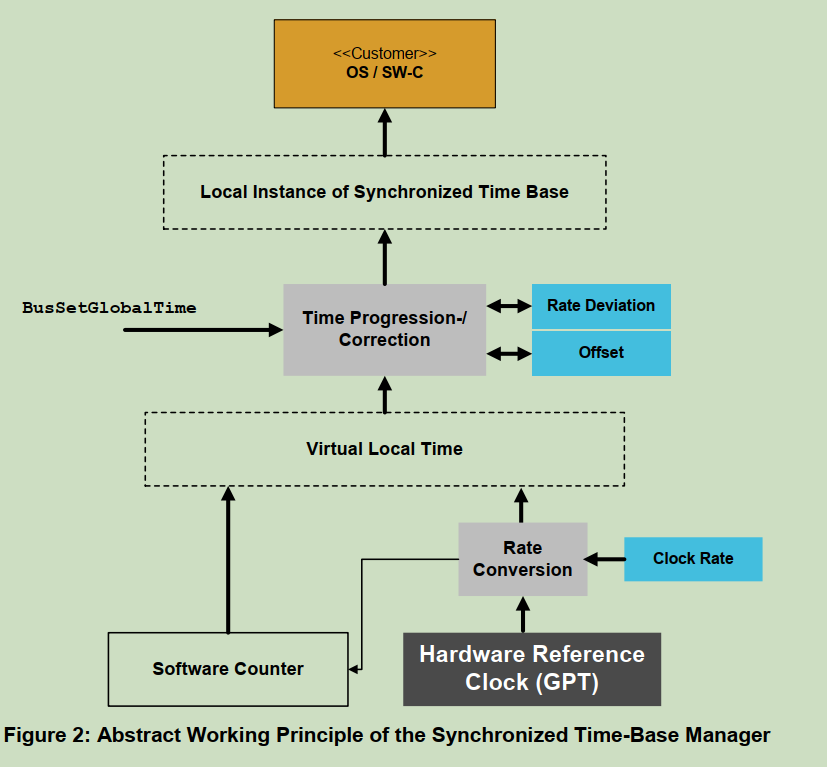 <<Customer>>
OS / SW-C
Local Instance of Synchronized Time Base
BusSetGlobalTime
Time Progression-/
Correction
Rate Deviation
Offset
Virtual Local Time
Rate
Conversion
Clock Rate
Software Counter
Hardware Reference
Clock (GPT)
Figure 2: Abstract Working Principle of the Synchronized Time-Base Manager